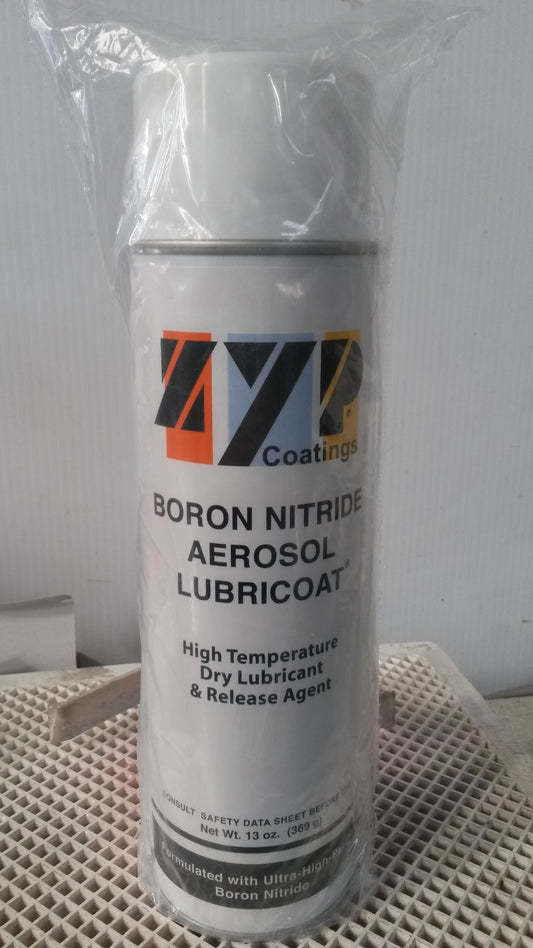 ZYP®
Coatings
BORON NITRIDE
AEROSOL
LUBRICOAT®
High Temperature
Dry Lubricant
& Release Agent
CONSULT SAFETY DATA SHEET BEFORE
Net Wt. 13 oz. (369 g)
Formulated with Ultra-High-
Boron Nitride